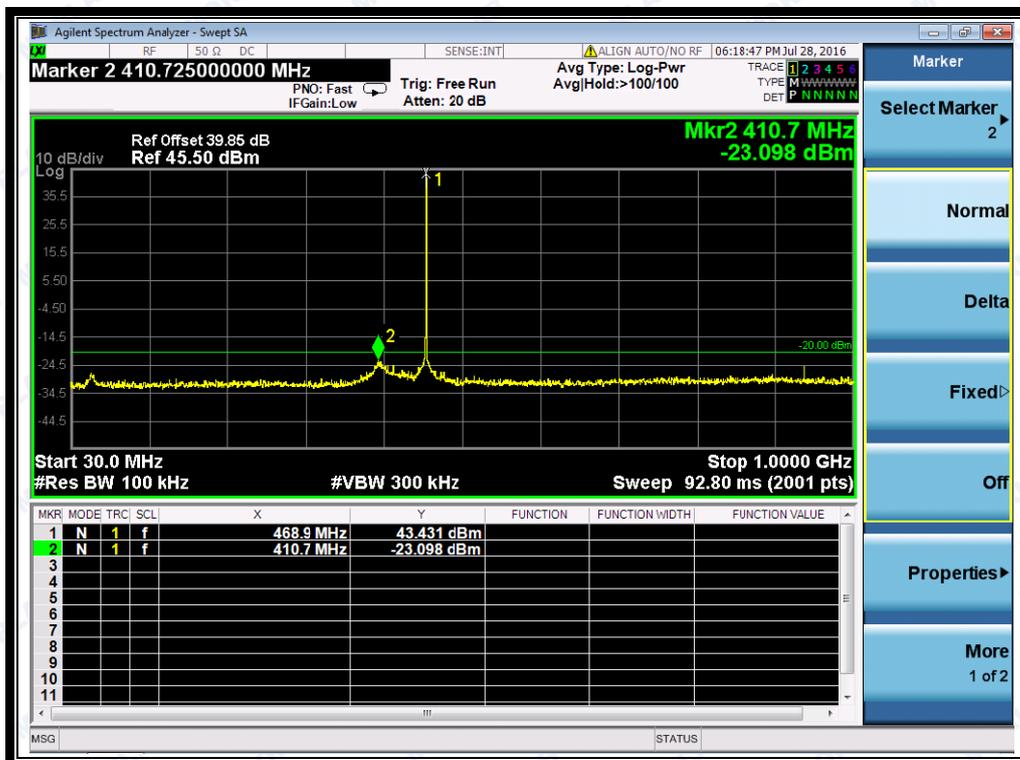 Agilent Spectrum Analyzer - Swept SA
LXI RF 50 Ω DC SENSE:INT ALIGN AUTO/NO RF 06:18:47 PM Jul 28, 2016
Marker 2 410.725000000 MHz
PNO: Fast
IFGain:Low
Trig: Free Run
Atten: 20 dB
Avg Type: Log-Pwr
Avg|Hold:>100/100
TRACE 1 2 3 4 5 6
TYPE M WWWWW
DET P N N N N N
Ref Offset 39.85 dB
10 dB/div Ref 45.50 dBm
Log
Mkr2 410.7 MHz
-23.098 dBm
1
35.5
25.5
15.5
5.50
-4.50
2
-14.5
-20.00 dBm
-24.5
-34.5
-44.5
Start 30.0 MHz Stop 1.0000 GHz
#Res BW 100 kHz #VBW 300 kHz Sweep 92.80 ms (2001 pts)
MKR MODE TRC SCL X Y FUNCTION FUNCTION WIDTH FUNCTION VALUE
1 N 1 f 468.9 MHz 43.431 dBm
2 N 1 f 410.7 MHz -23.098 dBm
3
4
5
6
7
8
9
10
11
MSG STATUS
Marker
Select Marker
2
Normal
Delta
Fixed
Off
Properties
More
1 of 2